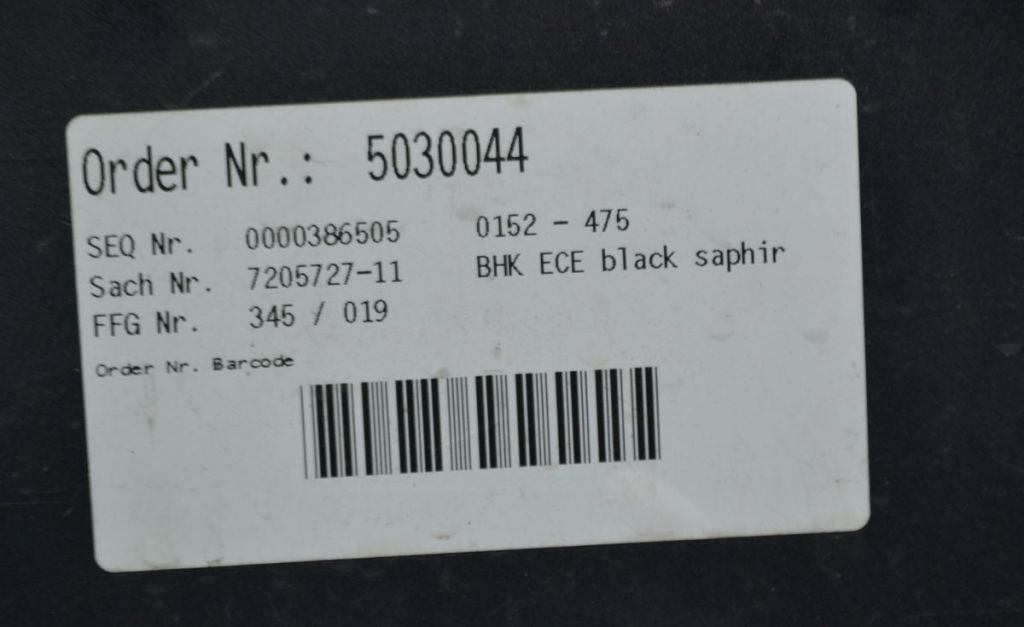 Order Nr.: 5030044
SEQ Nr. 0000386505 0152 - 475
Sach Nr. 7205727-11 BHK ECE black saphir
FFG Nr. 345 / 019
Order Nr. Barcode